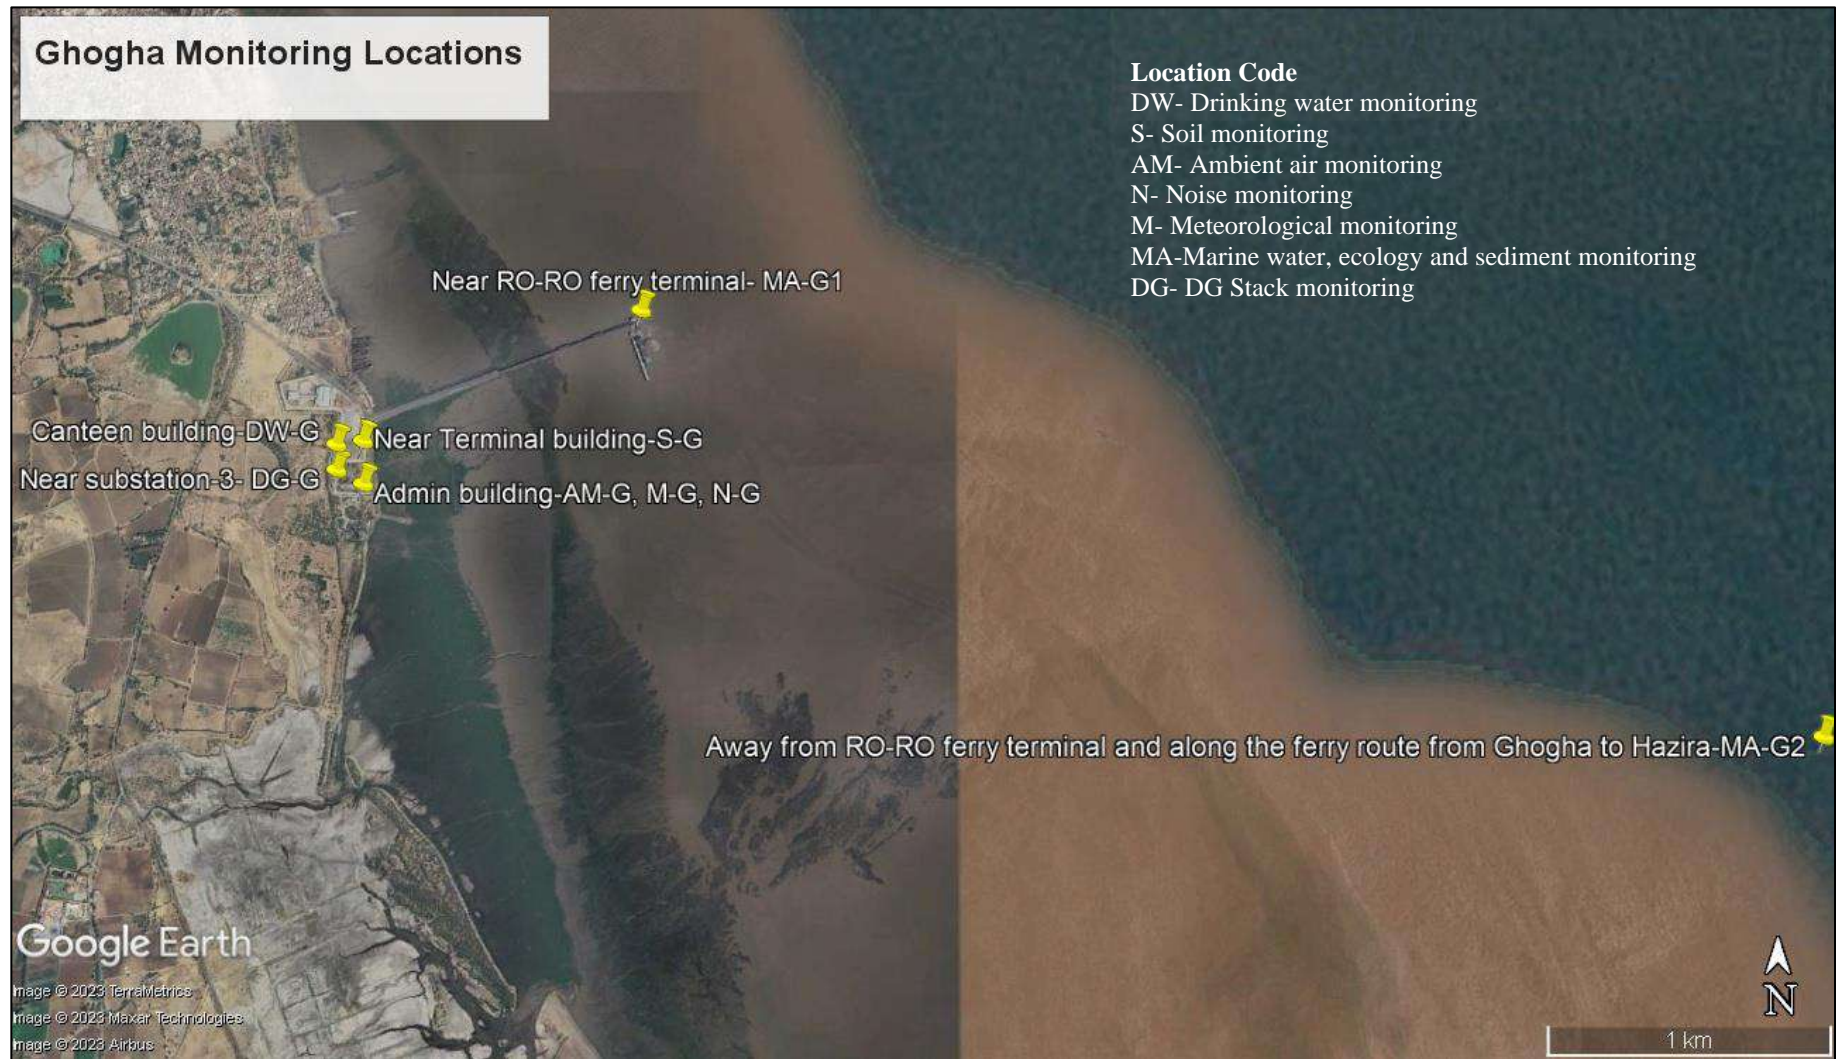 Ghogha Monitoring Locations
Location Code
DW- Drinking water monitoring
S- Soil monitoring
AM- Ambient air monitoring
N- Noise monitoring
M- Meteorological monitoring
MA-Marine water, ecology and sediment monitoring
DG- DG Stack monitoring
Near RO-RO ferry terminal- MA-G1
Canteen building-DW-G
Near Terminal building-S-G
Near substation-3- DG-G
Admin building-AM-G, M-G, N-G
Away from RO-RO ferry terminal and along the ferry route from Ghogha to Hazira-MA-G2
Google Earth
Image © 2023 TerraMetrics
Image © 2023 Maxar Technologies
Image © 2023 Airbus
N
1 km